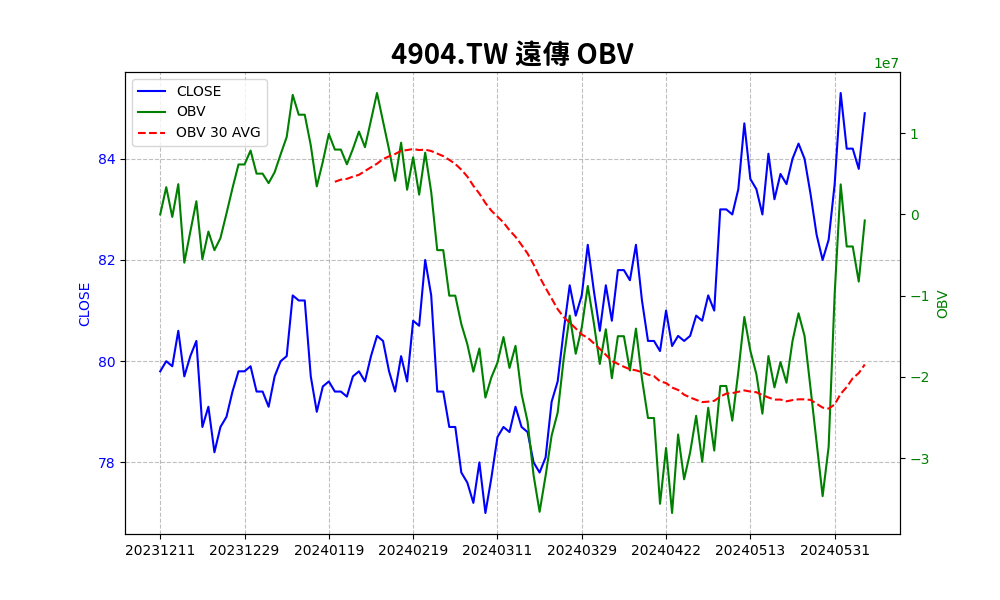 4904.TW 遠傳 OBV
1e7
CLOSE
OBV
OBV 30 AVG
84
82
80
78
CLOSE
1
0
−1
−2
−3
OBV
20231211 20231229 20240119 20240219 20240311 20240329 20240422 20240513 20240531